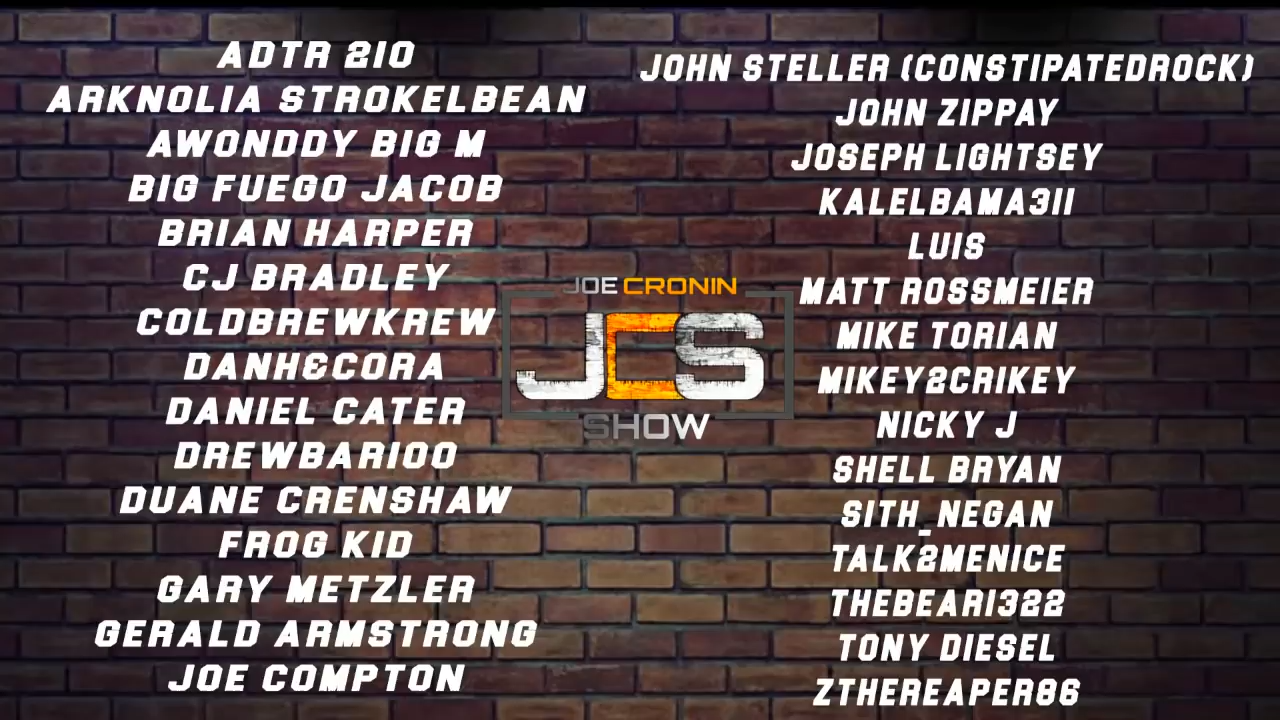 ADTR 210
ARKNOLIA STROKELBEAN
AWONDDY BIG M
BIG FUEGO JACOB
BRIAN HARPER
CJ BRADLEY
COLDBREWKREW
DANH&CORA
DANIEL CATER
DREWBAR100
DUANE CRENSHAW
FROG KID
GARY METZLER
GERALD ARMSTRONG
JOE COMPTON
JOE CRONIN
JCS
SHOW
JOHN STELLER (CONSTIPATEDROCK)
JOHN ZIPPAY
JOSEPH LIGHTSEY
KALELBAMA311
LUIS
MATT ROSSMEIER
MIKE TORIAN
MIKEY2CRIKEY
NICKY J
SHELL BRYAN
SITH_NEGAN
TALK2MENICE
THEBEAR1322
TONY DIESEL
ZTHEREAPER86